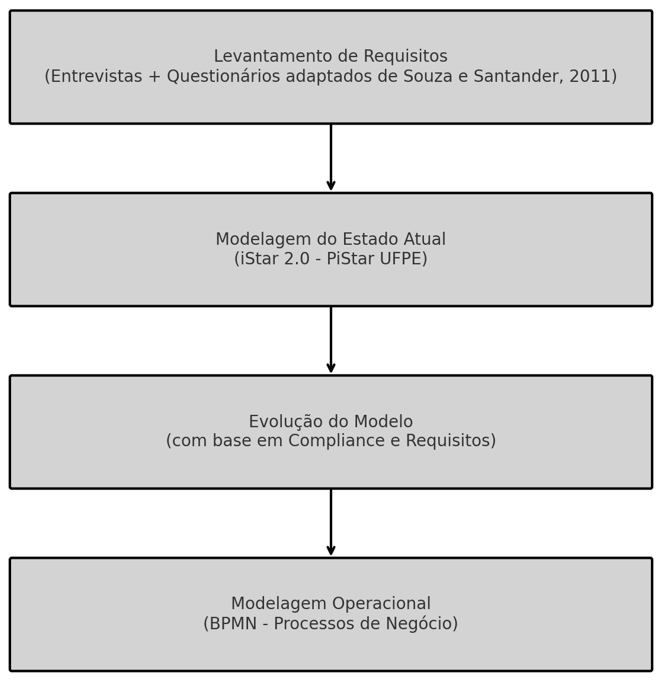 Levantamento de Requisitos
(Entrevistas + Questionários adaptados de Souza e Santander, 2011)
Modelagem do Estado Atual
(iStar 2.0 - PiStar UFPE)
Evolução do Modelo
(com base em Compliance e Requisitos)
Modelagem Operacional
(BPMN - Processos de Negócio)